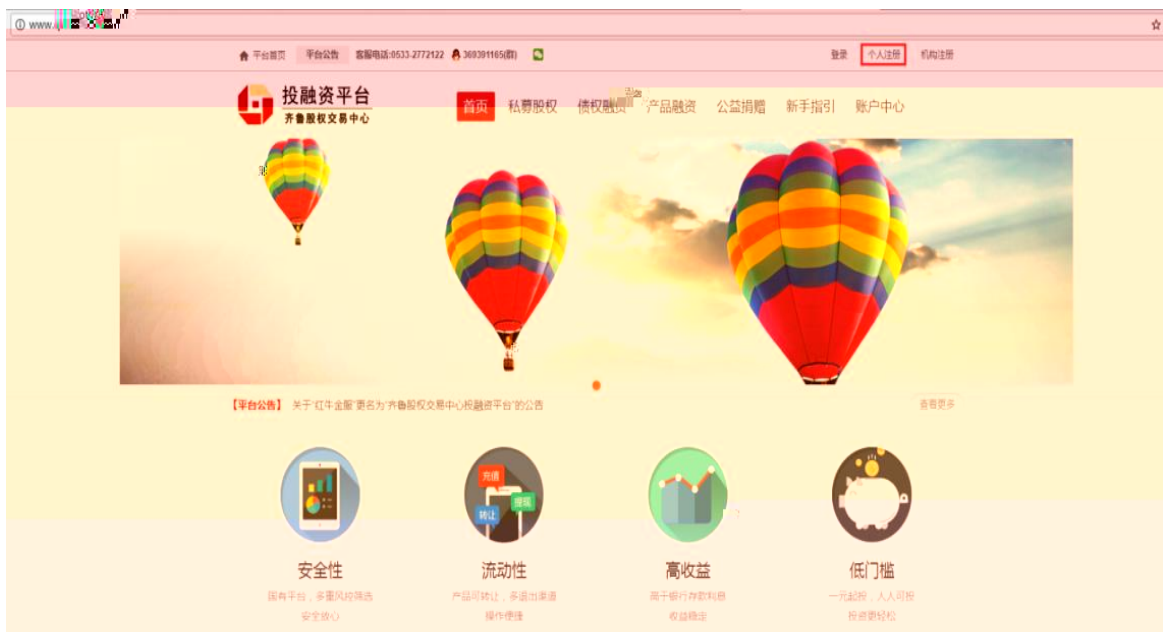 www.
平台首页 平台公告 客服电话:0533-2772122 369391165(群) 登录 个人注册 机构注册
投融资平台
齐鲁股权交易中心
首页 私募股权 债权融资 产品融资 公益捐赠 新手指引 账户中心
【平台公告】 关于“红牛金服”更名为“齐鲁股权交易中心投融资平台”的公告 查看更多
充值
提现
转让
安全性 流动性 高收益 低门槛
国有平台，多重风控筛选 产品可转让，多退出渠道 高于银行存款利息 一元起投，人人可投
安全放心 操作便捷 收益稳定 投资更轻松